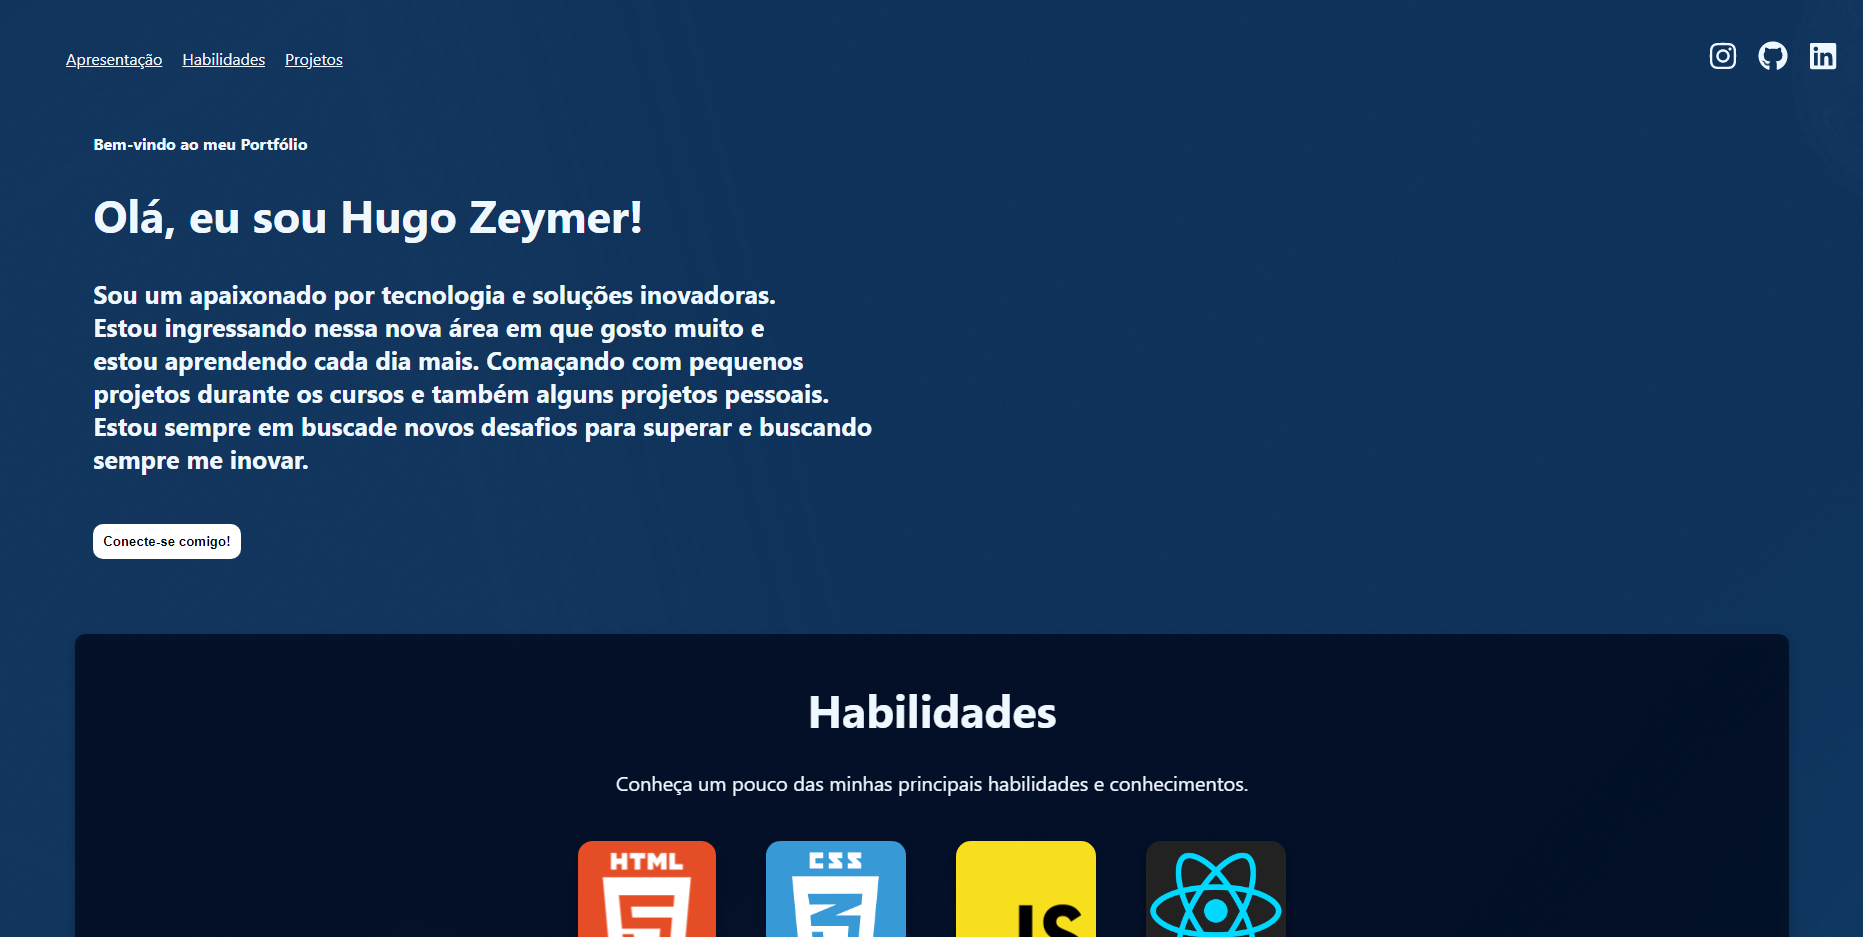 Apresentação Habilidades Projetos
Bem-vindo ao meu Portfólio
Olá, eu sou Hugo Zeymer!
Sou um apaixonado por tecnologia e soluções inovadoras.
Estou ingressando nessa nova área em que gosto muito e
estou aprendendo cada dia mais. Comaçando com pequenos
projetos durante os cursos e também alguns projetos pessoais.
Estou sempre em buscade novos desafios para superar e buscando
sempre me inovar.
Conecte-se comigo!
Habilidades
Conheça um pouco das minhas principais habilidades e conhecimentos.
HTML CSS JS